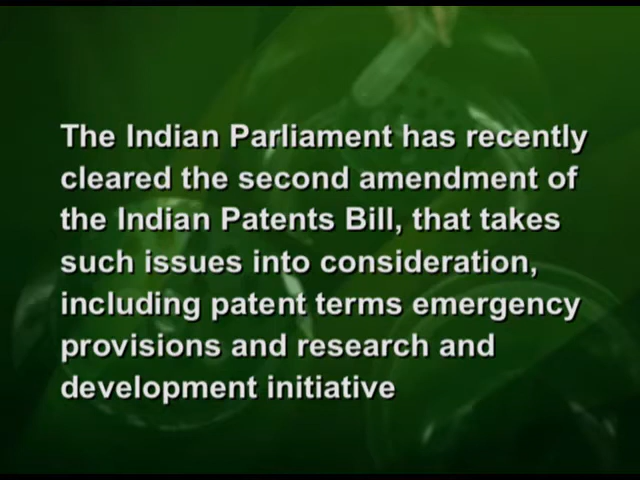 The Indian Parliament has recently
cleared the second amendment of
the Indian Patents Bill, that takes
such issues into consideration,
including patent terms emergency
provisions and research and
development initiative